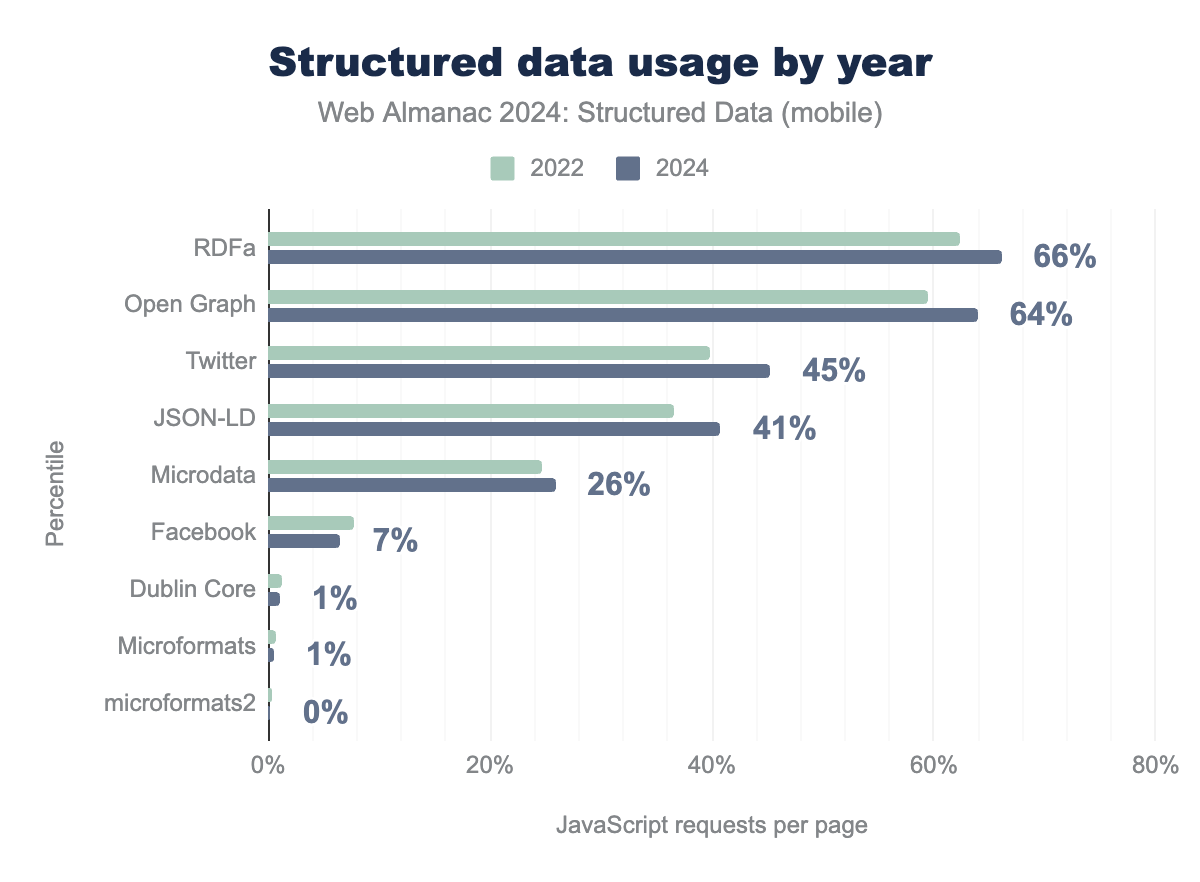 Structured data usage by year
Web Almanac 2024: Structured Data (mobile)
2022 2024
RDFa 66%
Open Graph 64%
Twitter 45%
JSON-LD 41%
Microdata 26%
Facebook 7%
Dublin Core 1%
Microformats 1%
microformats2 0%
Percentile
0% 20% 40% 60% 80%
JavaScript requests per page